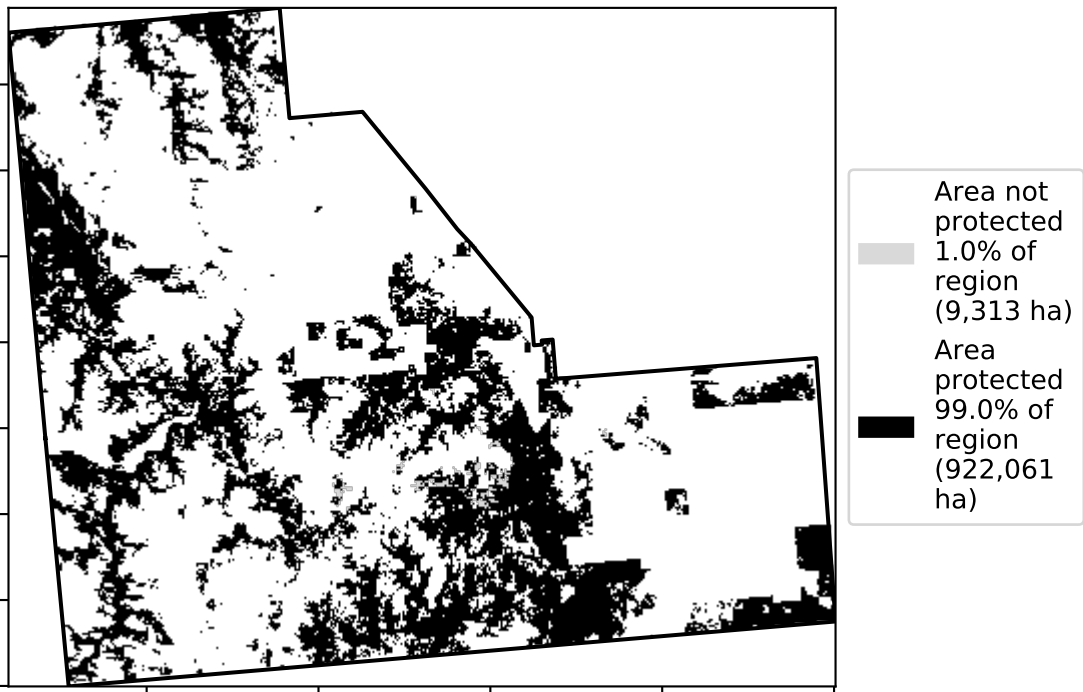 Area not
protected
1.0% of
region
(9,313 ha)
Area
protected
99.0% of
region
(922,061
ha)